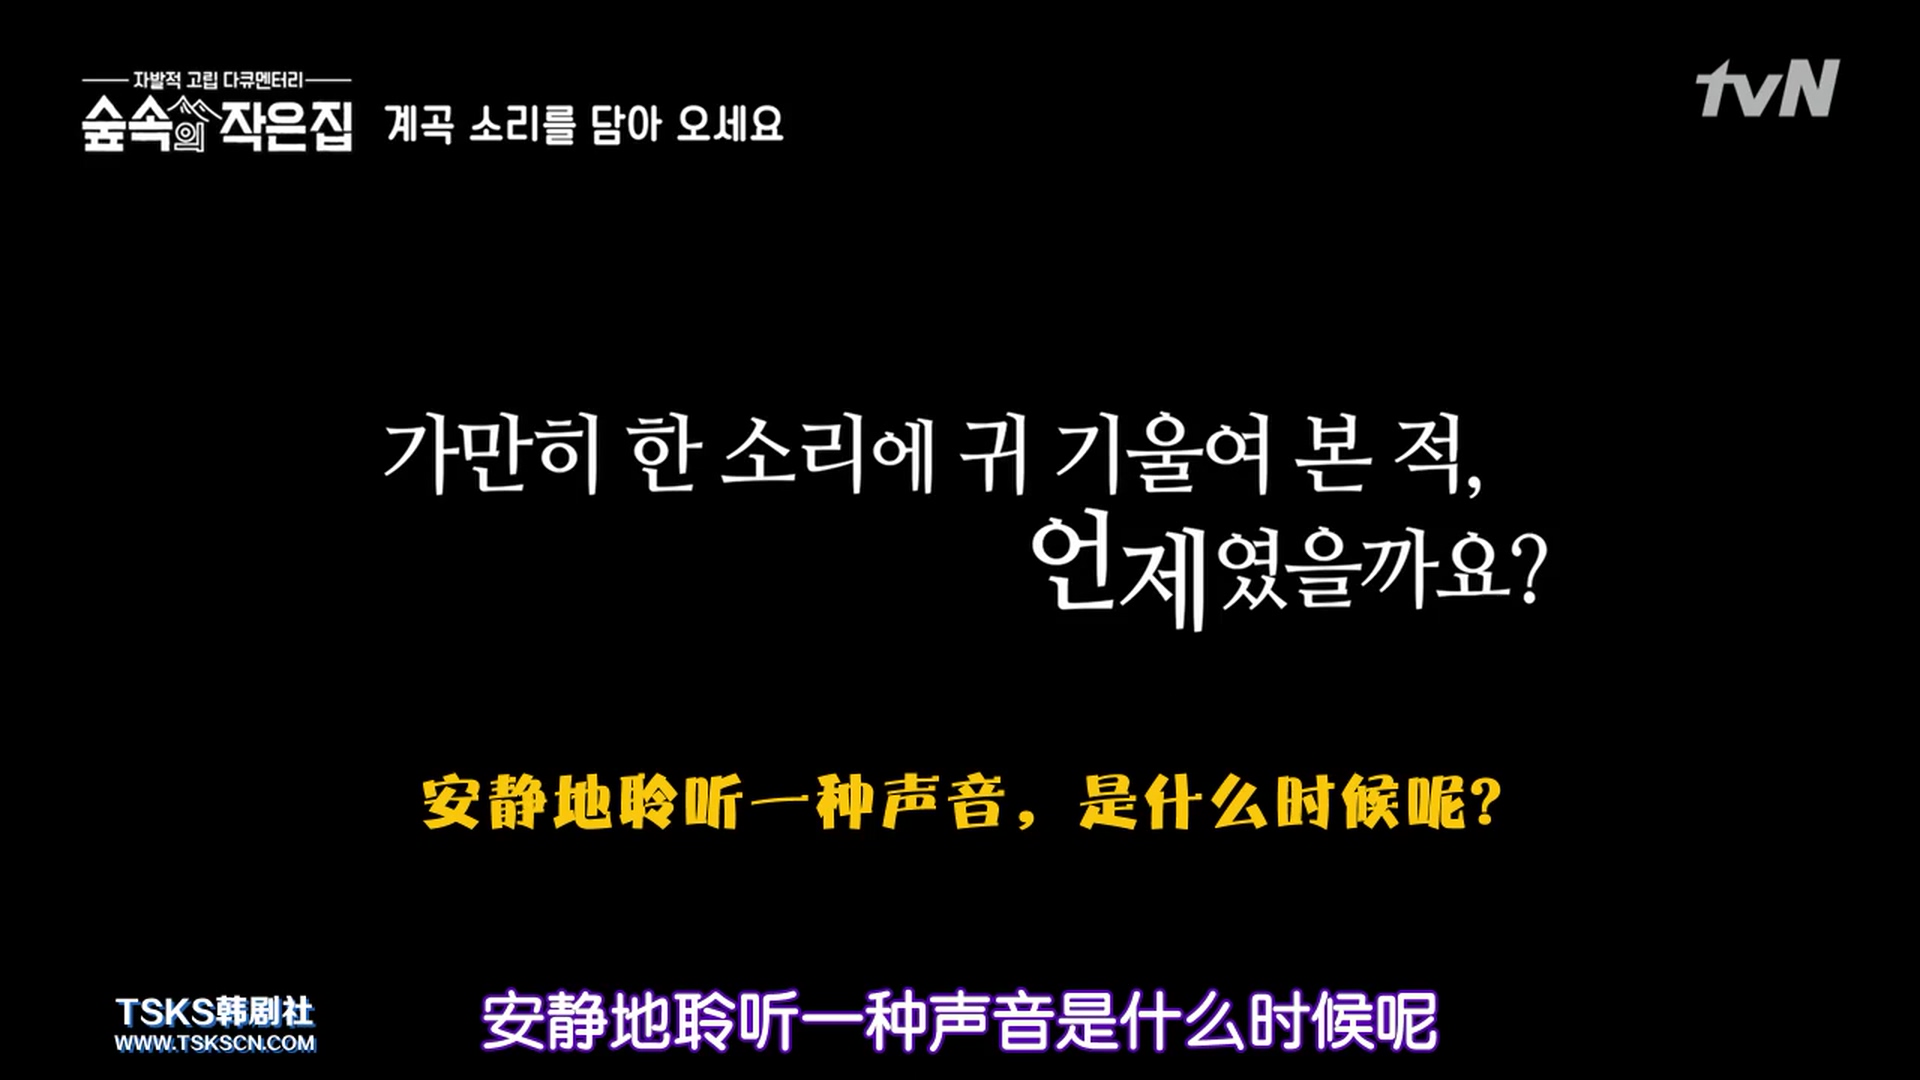 자발적 고립 다큐멘터리
숲속의 작은 집
계곡 소리를 담아 오세요
tvN
가만히 한 소리에 귀 기울여 본 적,
언제였을까요?
安静地聆听一种声音，是什么时候呢？
安静地聆听一种声音是什么时候呢
TSKS韩剧社
WWW.TSKSCN.COM